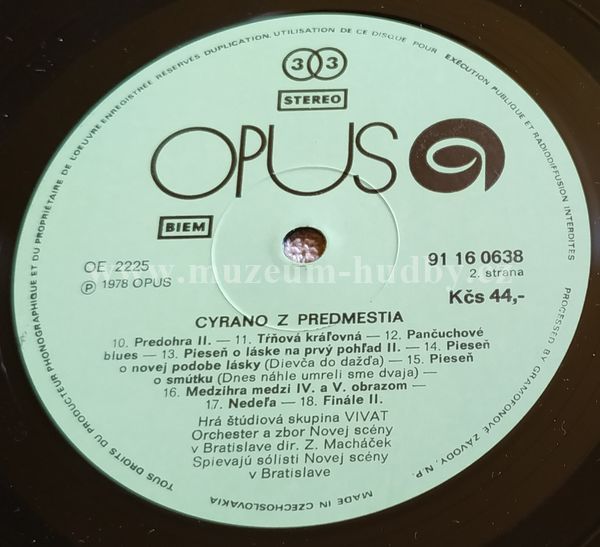 TOUS DROITS DU PRODUCTEUR PHONOGRAPHIQUE ET DU PROPRIÉTAIRE DE L'OEUVRE ENREGISTRÉE RÉSERVÉS DUPLICATION. UTILISATION DE CE DISQUE POUR EXÉCUTION PUBLIQUE ET RADIODIFFUSION INTERDITES
33
STEREO
OPUS
BIEM
OE 2225
℗ 1978 OPUS
91 16 0638
2. strana
Kčs 44,-
www.muzeum-hudby.cz
CYRANO Z PREDMESTIA
10. Predohra II. — 11. Tŕňová kráľovná — 12. Pančuchové
blues — 13. Pieseň o láske na prvý pohľad II. — 14. Pieseň
o novej podobe lásky (Dievča do dažďa) — 15. Pieseň
o smútku (Dnes náhle umreli sme dvaja) —
16. Medzihra medzi IV. a V. obrazom —
17. Nedeľa — 18. Finále II.
Hrá štúdiová skupina VIVAT
Orchester a zbor Novej scény
v Bratislave dir. Z. Macháček
Spievajú sólisti Novej scény
v Bratislave
MADE IN CZECHOSLOVAKIA
PROCESSED BY GRAMOFONOVÉ ZÁVODY, N.P.